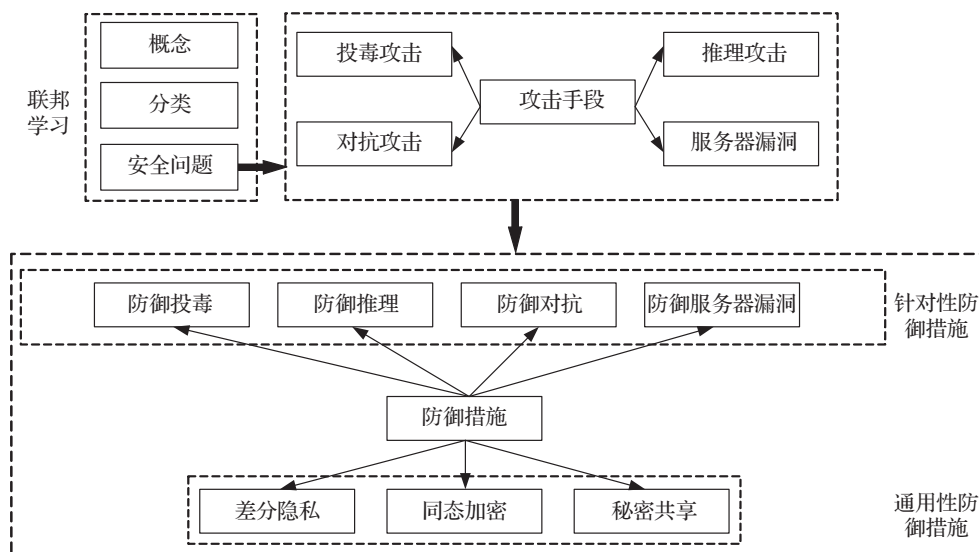 概念
分类
安全问题
联邦
学习
投毒攻击
推理攻击
攻击手段
对抗攻击
服务器漏洞
防御投毒
防御推理
防御对抗
防御服务器漏洞
针对性防
御措施
防御措施
差分隐私
同态加密
秘密共享
通用性防
御措施